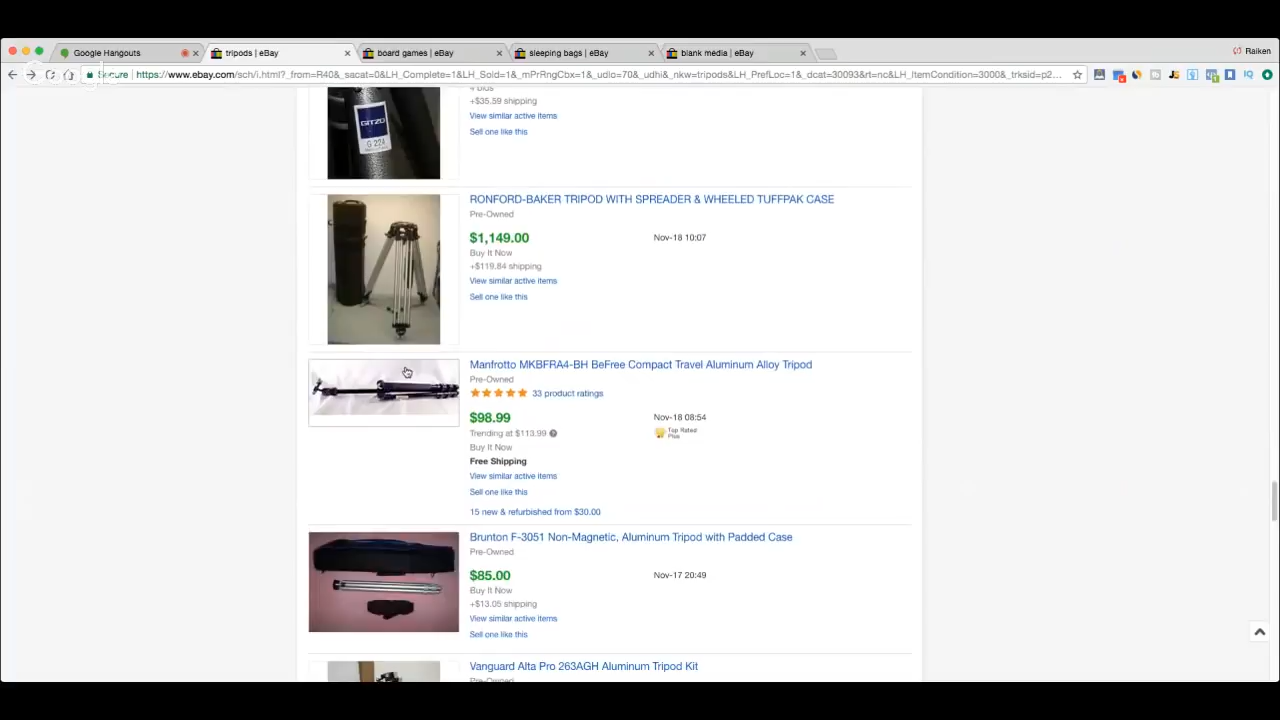 Google Hangouts
tripods | eBay
board games | eBay
sleeping bags | eBay
blank media | eBay
Raiken
Secure
https://www.ebay.com/sch/i.html?_from=R40&_sacat=0&LH_Complete=1&LH_Sold=1&_mPrRngCbx=1&_udlo=70&_udhi&_nkw=tripods&LH_PrefLoc=1&_dcat=30093&rt=nc&LH_ItemCondition=3000&_trksid=p2...
4 bids
+$35.59 shipping
View similar active items
Sell one like this
GITZO
G 224
RONFORD-BAKER TRIPOD WITH SPREADER & WHEELED TUFFPAK CASE
Pre-Owned
$1,149.00
Nov-18 10:07
Buy It Now
+$119.84 shipping
View similar active items
Sell one like this
Manfrotto MKBFRA4-BH BeFree Compact Travel Aluminum Alloy Tripod
Pre-Owned
33 product ratings
$98.99
Nov-18 08:54
Trending at $113.99
Top Rated
Plus
Buy It Now
Free Shipping
View similar active items
Sell one like this
15 new & refurbished from $30.00
Brunton F-3051 Non-Magnetic, Aluminum Tripod with Padded Case
Pre-Owned
$85.00
Nov-17 20:49
Buy It Now
+$13.05 shipping
View similar active items
Sell one like this
Vanguard Alta Pro 263AGH Aluminum Tripod Kit
Pre-Owned